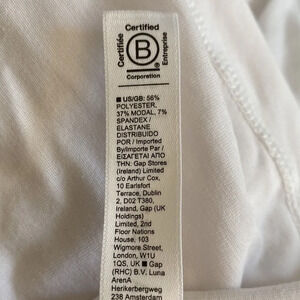 Certified
Certifiée
B
Entreprise
Corporation
■ US/GB: 56%
POLYESTER,
37% MODAL, 7%
SPANDEX /
ELASTANE
DISTRIBUIDO
POR / Imported
By/Importe Par /
ΕΙΣΑΓΕΤΑΙ ΑΠΟ
ΤΗΝ: Gap Stores
(Ireland) Limited
c/o Arthur Cox,
10 Earlsfort
Terrace, Dublin
2, D02 T380,
Ireland, Gap (UK
Holdings)
Limited, 2nd
Floor Nations
House, 103
Wigmore Street,
London, W1U
1QS, UK ■ Gap
(RHC) B.V. Luna
ArenA
Herikerbergweg
238 Amsterdam